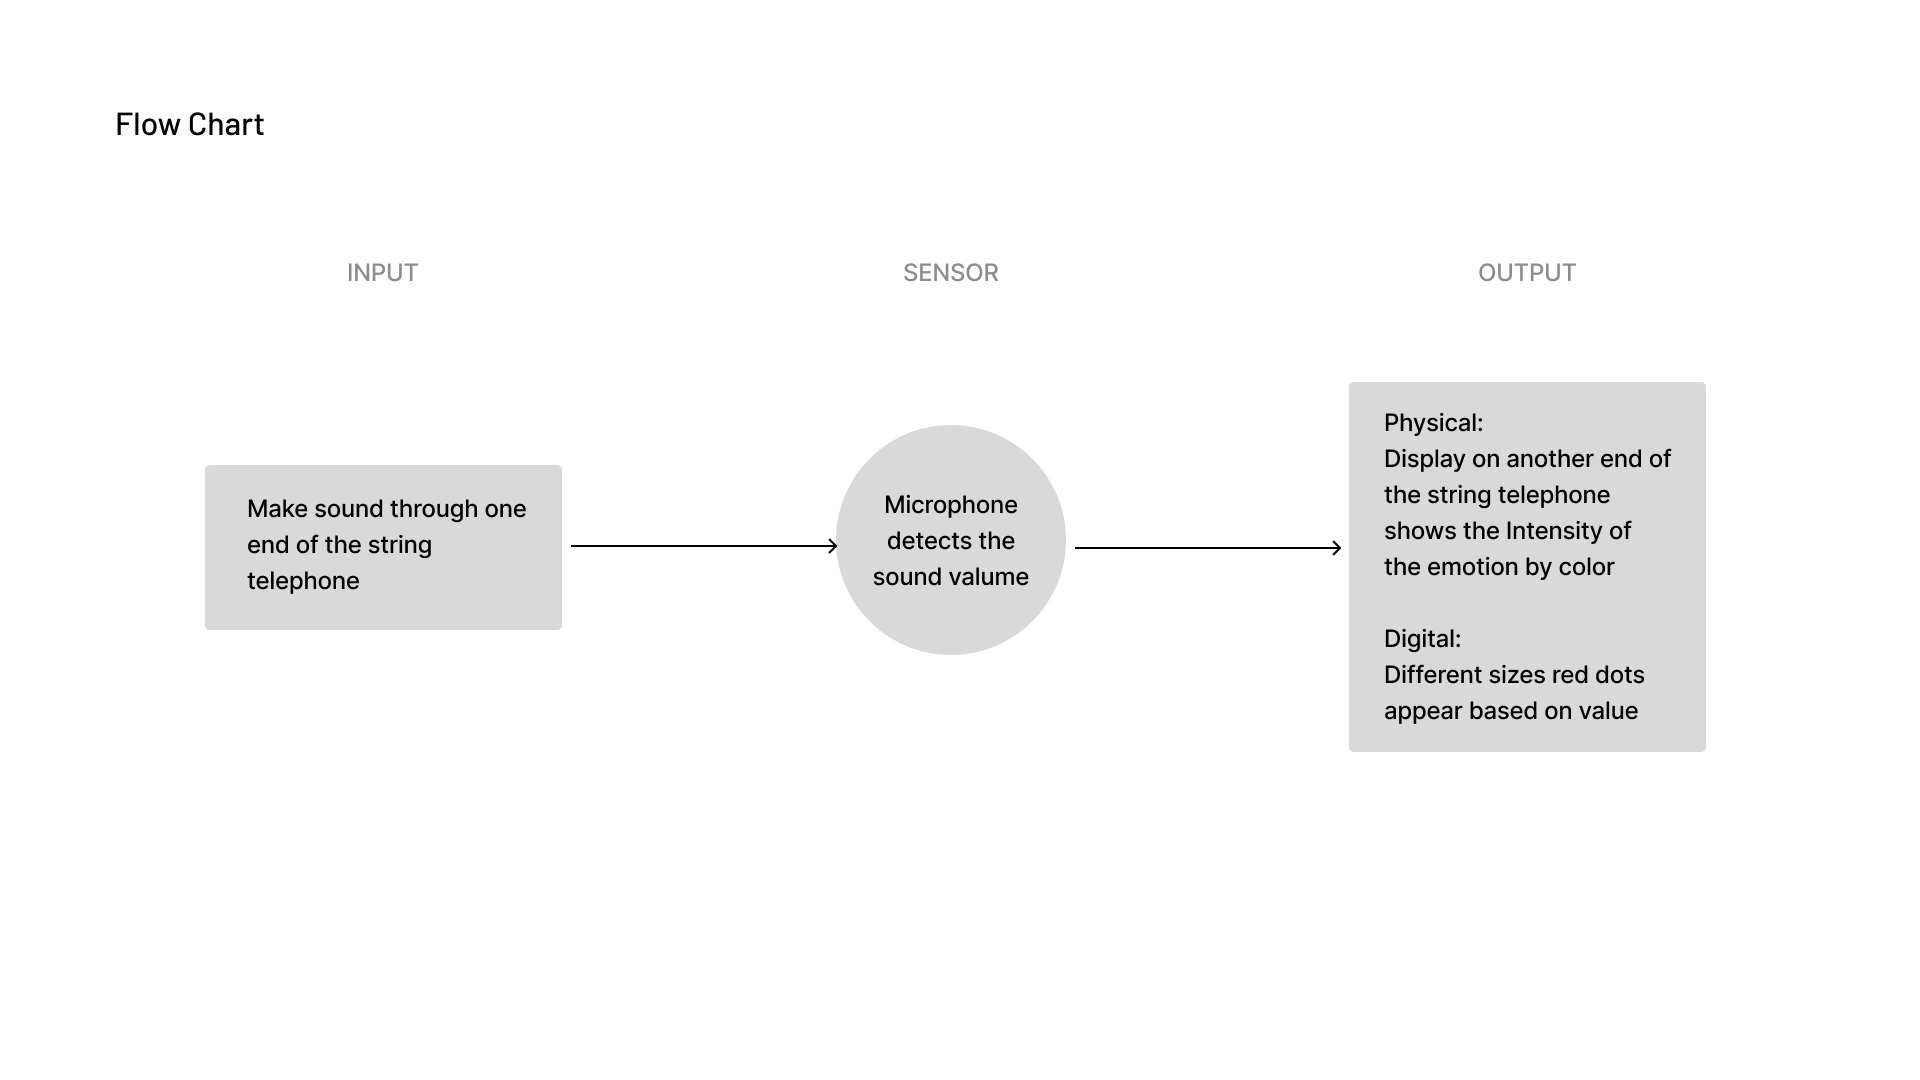 Flow Chart
INPUT
SENSOR
OUTPUT
Make sound through one
end of the string
telephone
Microphone
detects the
sound valume
Physical:
Display on another end of
the string telephone
shows the Intensity of
the emotion by color
Digital:
Different sizes red dots
appear based on value